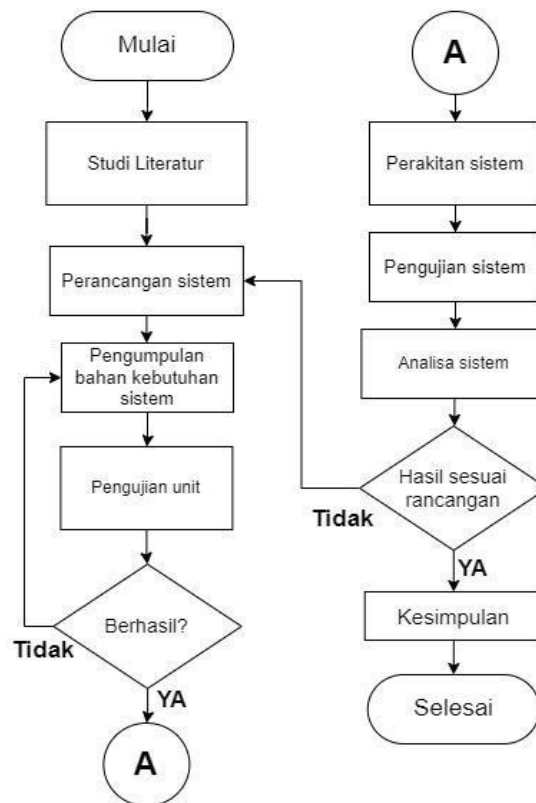 Mulai
Studi Literatur
Perancangan sistem
Pengumpulan
bahan kebutuhan
sistem
Pengujian unit
Berhasil?
Tidak
YA
A
A
Perakitan sistem
Pengujian sistem
Analisa sistem
Hasil sesuai
rancangan
Tidak
YA
Kesimpulan
Selesai